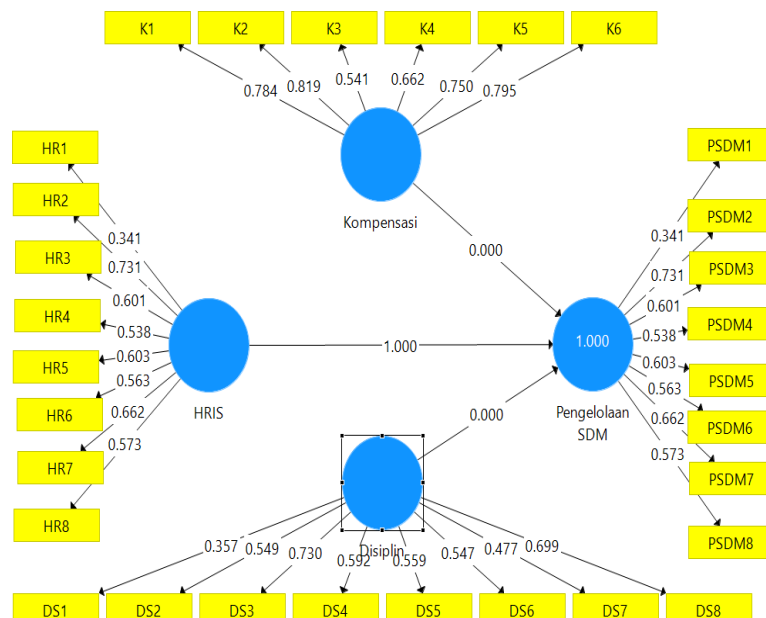 K1 K2 K3 K4 K5 K6
0.784 0.819 0.541 0.662 0.750 0.795
Kompensasi
HR1
HR2
HR3
HR4
HR5
HR6
HR7
HR8
0.341
0.731
0.601
0.538
0.603
0.563
0.662
0.573
HRIS
0.000
1.000
0.000
1.000
Pengelolaan
SDM
0.341
0.731
0.601
0.538
0.603
0.563
0.662
0.573
PSDM1
PSDM2
PSDM3
PSDM4
PSDM5
PSDM6
PSDM7
PSDM8
Disiplin
0.357 0.549 0.730 0.592 0.559 0.547 0.477 0.699
DS1 DS2 DS3 DS4 DS5 DS6 DS7 DS8